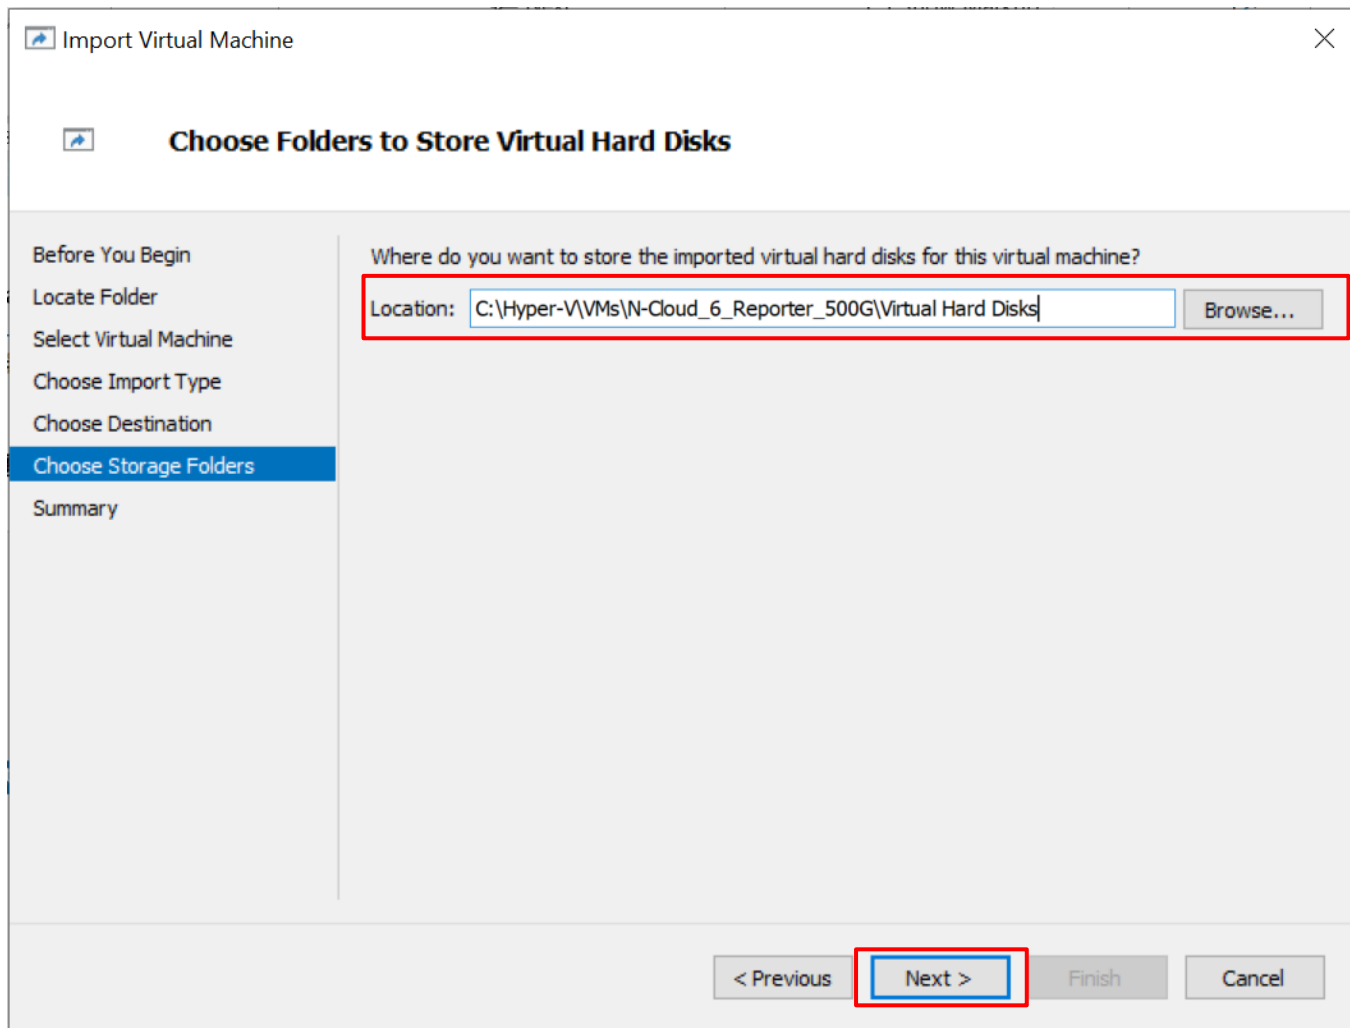 Import Virtual Machine
Choose Folders to Store Virtual Hard Disks
Before You Begin
Locate Folder
Select Virtual Machine
Choose Import Type
Choose Destination
Choose Storage Folders
Summary
Where do you want to store the imported virtual hard disks for this virtual machine?
Location: C:\Hyper-V\VMs\N-Cloud_6_Reporter_500G\Virtual Hard Disks Browse...
< Previous Next > Finish Cancel